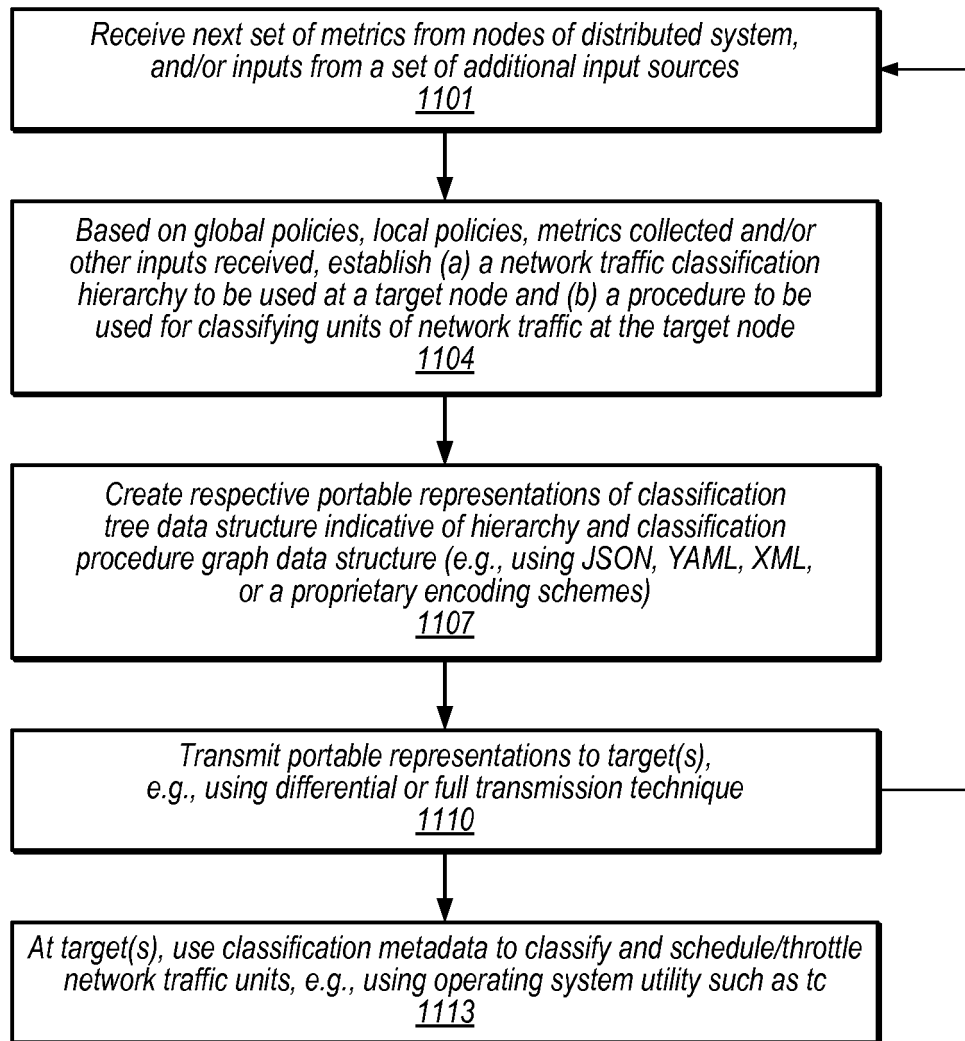 Receive next set of metrics from nodes of distributed system,
and/or inputs from a set of additional input sources
1101
Based on global policies, local policies, metrics collected and/or
other inputs received, establish (a) a network traffic classification
hierarchy to be used at a target node and (b) a procedure to be
used for classifying units of network traffic at the target node
1104
Create respective portable representations of classification
tree data structure indicative of hierarchy and classification
procedure graph data structure (e.g., using JSON, YAML, XML,
or a proprietary encoding schemes)
1107
Transmit portable representations to target(s),
e.g., using differential or full transmission technique
1110
At target(s), use classification metadata to classify and schedule/throttle
network traffic units, e.g., using operating system utility such as tc
1113